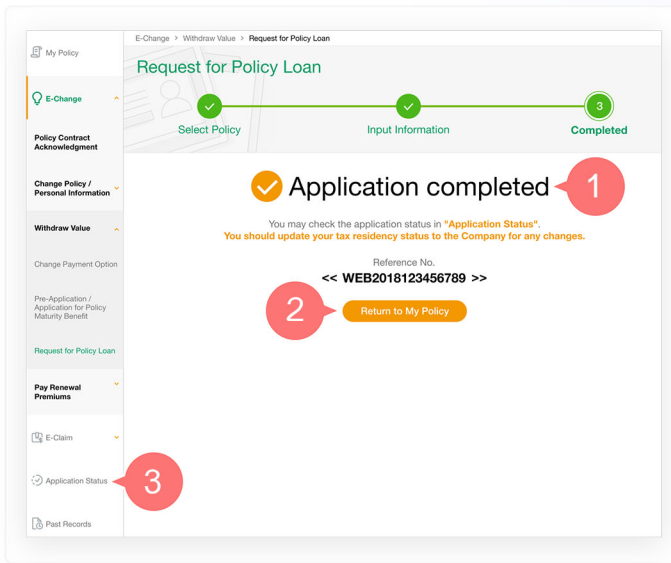 E-Change > Withdraw Value > Request for Policy Loan
My Policy
E-Change
Policy Contract
Acknowledgment
Change Policy /
Personal Information
Withdraw Value
Change Payment Option
Pre-Application /
Application for Policy
Maturity Benefit
Request for Policy Loan
Pay Renewal
Premiums
E-Claim
Application Status
3
Past Records
Request for Policy Loan
3
Select Policy
Input Information
Completed
Application completed
1
You may check the application status in "Application Status".
You should update your tax residency status to the Company for any changes.
Reference No.
<< WEB2018123456789 >>
2
Return to My Policy